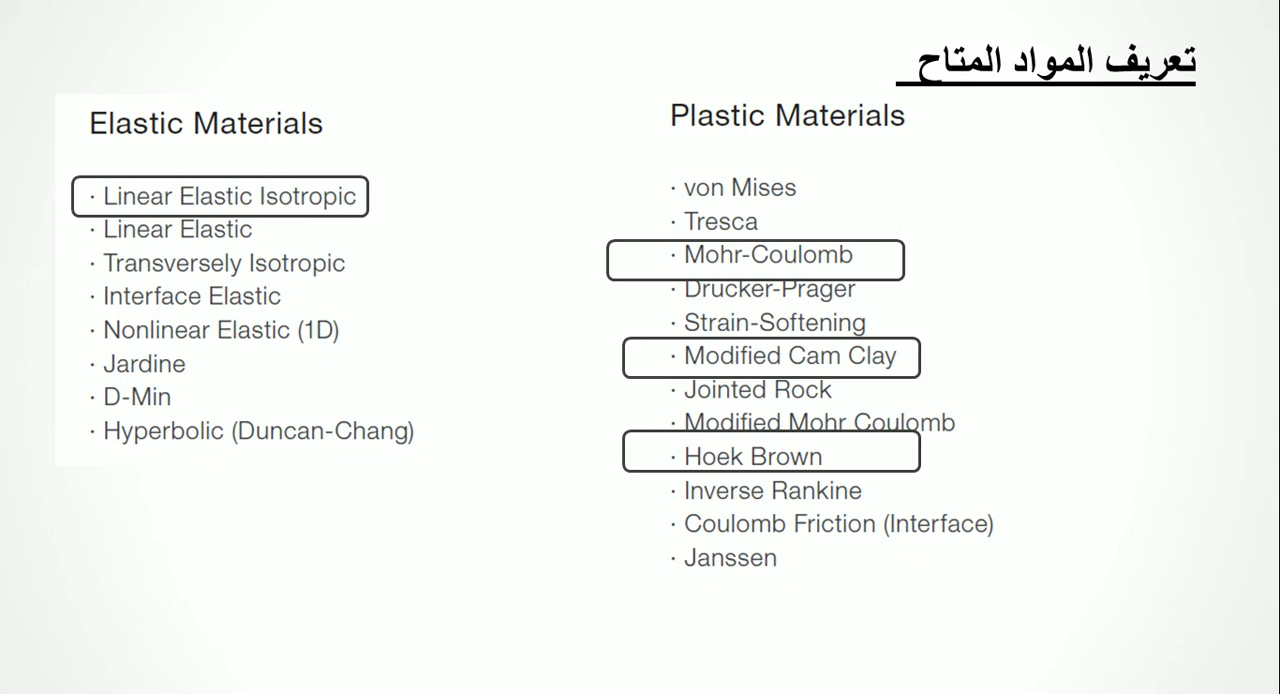 تعريف المواد المتاح
Elastic Materials
· Linear Elastic Isotropic
· Linear Elastic
· Transversely Isotropic
· Interface Elastic
· Nonlinear Elastic (1D)
· Jardine
· D-Min
· Hyperbolic (Duncan-Chang)
Plastic Materials
· von Mises
· Tresca
· Mohr-Coulomb
· Drucker-Prager
· Strain-Softening
· Modified Cam Clay
· Jointed Rock
· Modified Mohr Coulomb
· Hoek Brown
· Inverse Rankine
· Coulomb Friction (Interface)
· Janssen